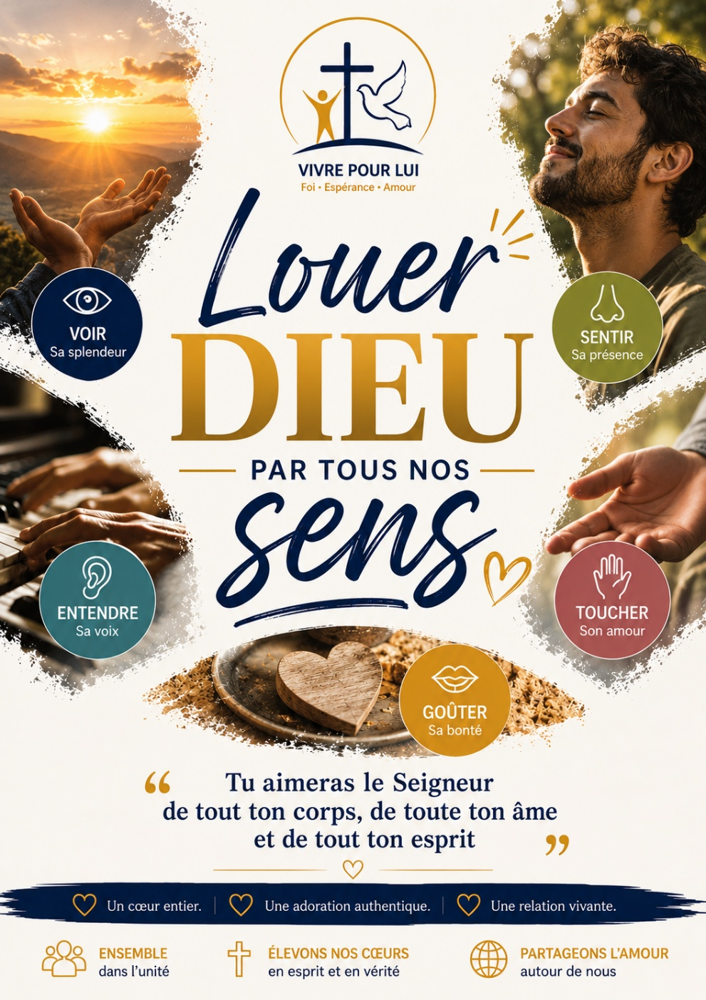 VIVRE POUR LUI
Foi • Espérance • Amour
Louer
DIEU
PAR TOUS NOS
sens
VOIR
Sa splendeur
SENTIR
Sa présence
ENTENDRE
Sa voix
TOUCHER
Son amour
GOÛTER
Sa bonté
“ Tu aimeras le Seigneur
de tout ton corps, de toute ton âme
et de tout ton esprit ”
Un cœur entier. | Une adoration authentique. | Une relation vivante.
ENSEMBLE
dans l'unité
ÉLEVONS NOS CŒURS
en esprit et en vérité
PARTAGEONS L'AMOUR
autour de nous